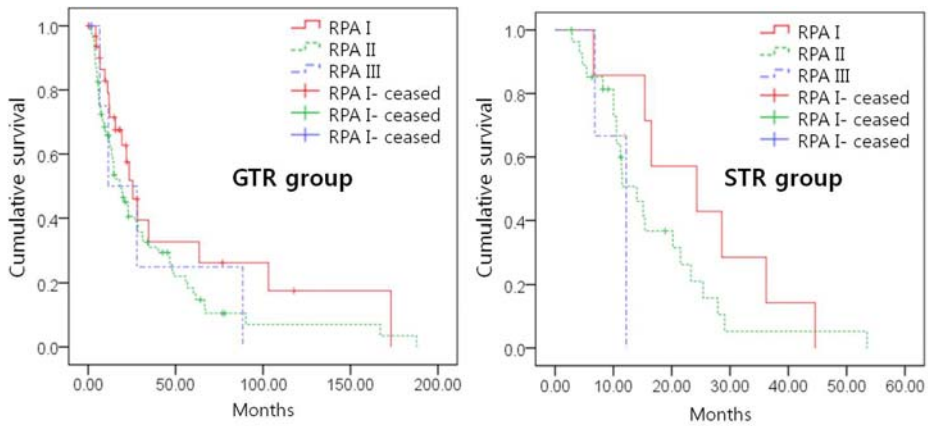 Cumulative survival
1.0
0.8
0.6
0.4
0.2
0.0
0.00
50.00
100.00
150.00
200.00
Months
RPA I
RPA II
RPA III
RPA I- ceased
RPA I- ceased
RPA I- ceased
GTR group
Cumulative survival
1.0
0.8
0.6
0.4
0.2
0.0
0.00
10.00
20.00
30.00
40.00
50.00
60.00
Months
RPA I
RPA II
RPA III
RPA I- ceased
RPA I- ceased
RPA I- ceased
STR group